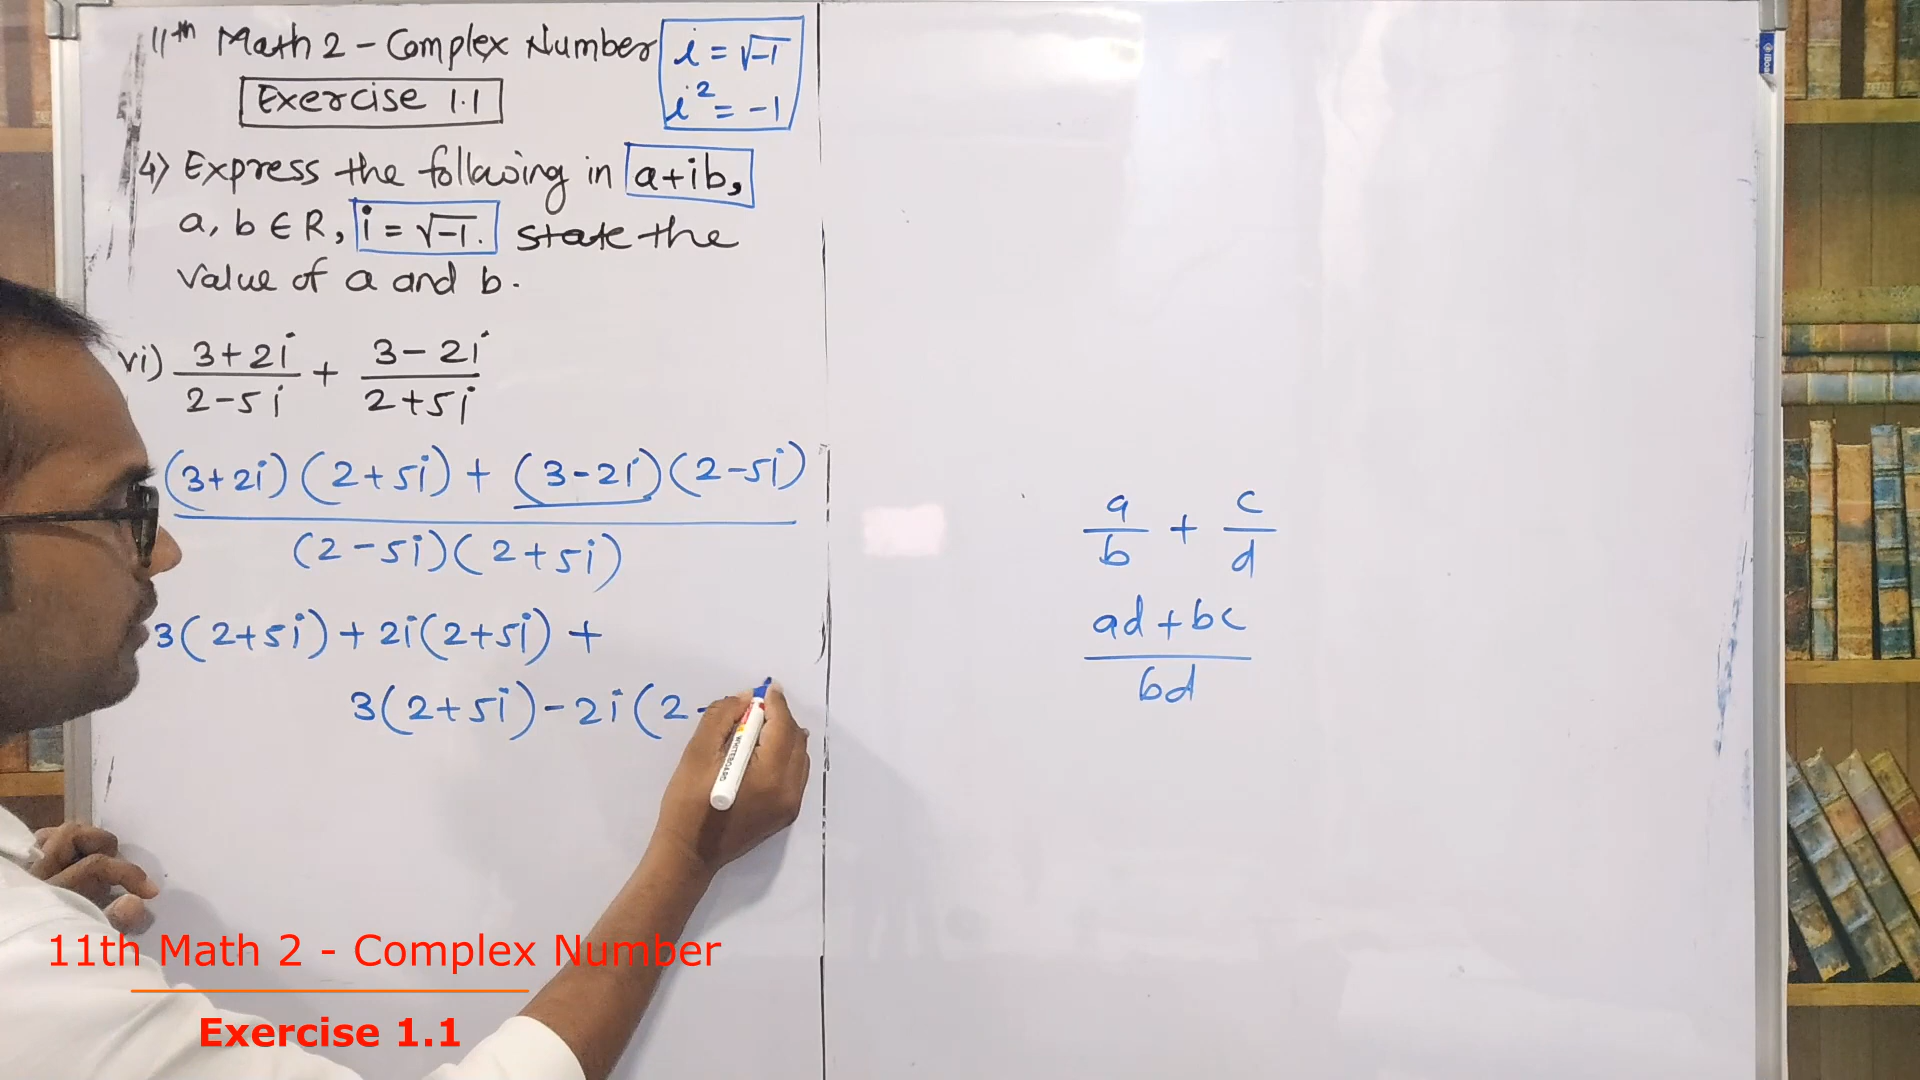 11th Math 2 - Complex Number
Exercise 1.1
i = √-1
i² = -1
4) Express the following in a+ib,
a, b ∈ R, i = √-1. state the
value of a and b.
vi) (3+2i)/(2-5i) + (3-2i)/(2+5i)
(3+2i)(2+5i) + (3-2i)(2-5i)
(2-5i)(2+5i)
3(2+5i) + 2i(2+5i) +
3(2+5i) - 2i(2-
a/b + c/d
ad + bc
bd
WHITEBOARD
11th Math 2 - Complex Number
Exercise 1.1